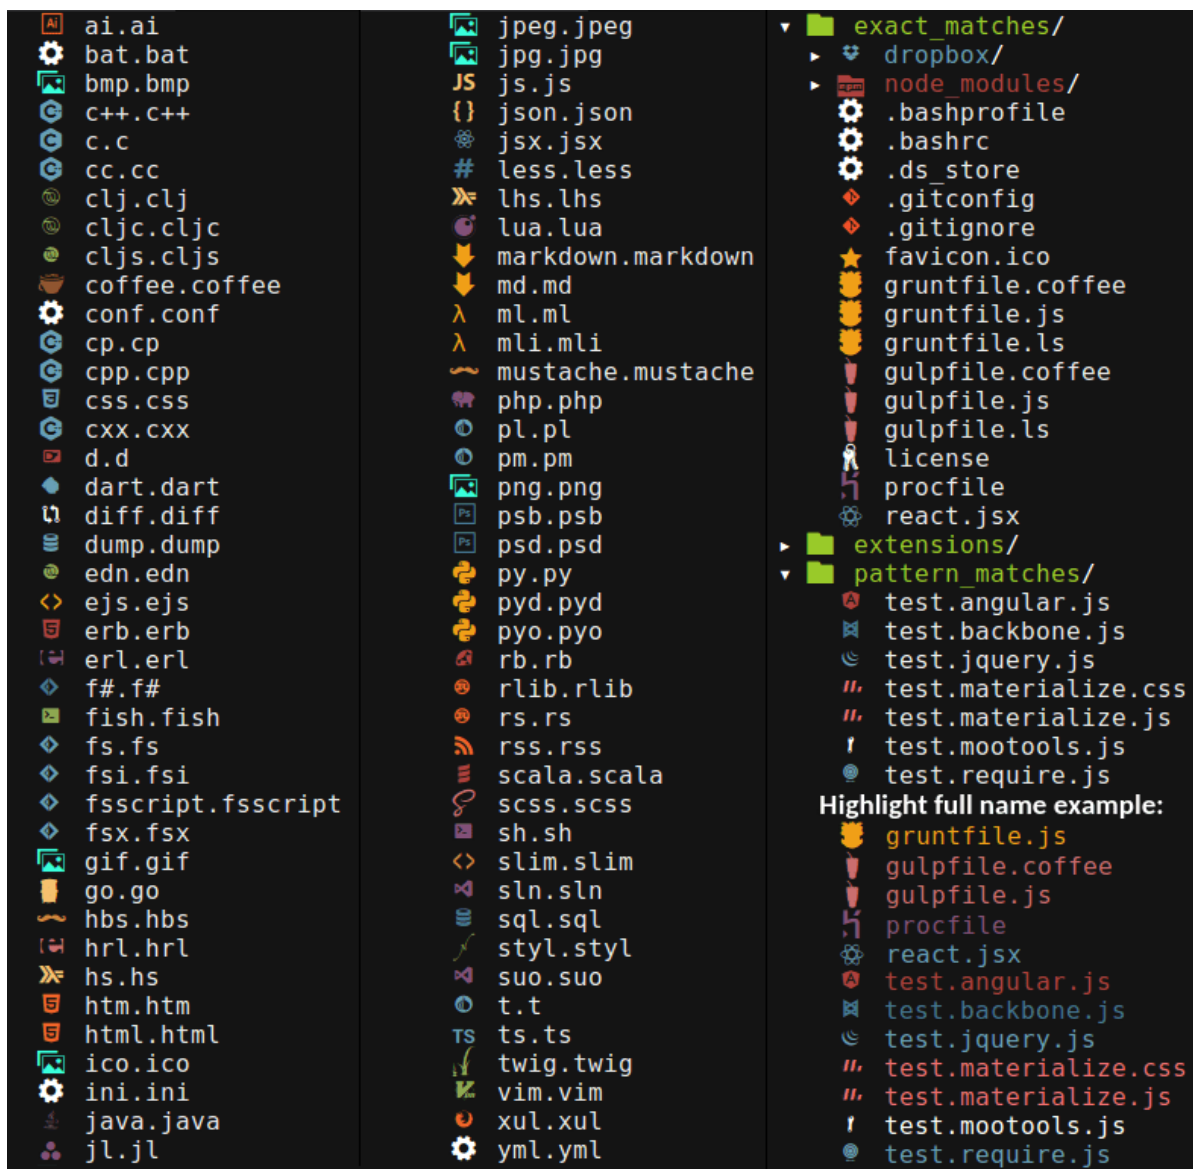 ai.ai
bat.bat
bmp.bmp
c++.c++
c.c
cc.cc
clj.clj
cljc.cljc
cljs.cljs
coffee.coffee
conf.conf
cp.cp
cpp.cpp
css.css
cxx.cxx
d.d
dart.dart
diff.diff
dump.dump
edn.edn
ejs.ejs
erb.erb
erl.erl
f#.f#
fish.fish
fs.fs
fsi.fsi
fsscript.fsscript
fsx.fsx
gif.gif
go.go
hbs.hbs
hrl.hrl
hs.hs
htm.htm
html.html
ico.ico
ini.ini
java.java
jl.jl
jpeg.jpeg
jpg.jpg
JS js.js
json.json
jsx.jsx
less.less
lhs.lhs
lua.lua
markdown.markdown
md.md
λ ml.ml
λ mli.mli
mustache.mustache
php.php
pl.pl
pm.pm
png.png
Ps psb.psb
Ps psd.psd
py.py
pyd.pyd
pyo.pyo
rb.rb
rlib.rlib
rs.rs
rss.rss
scala.scala
scss.scss
sh.sh
slim.slim
sln.sln
sql.sql
styl.styl
suo.suo
t.t
TS ts.ts
twig.twig
vim.vim
xul.xul
yml.yml
exact_matches/
dropbox/
node_modules/
.bashprofile
.bashrc
.ds_store
.gitconfig
.gitignore
favicon.ico
gruntfile.coffee
gruntfile.js
gruntfile.ls
gulpfile.coffee
gulpfile.js
gulpfile.ls
license
procfile
react.jsx
extensions/
pattern_matches/
test.angular.js
test.backbone.js
test.jquery.js
test.materialize.css
test.materialize.js
test.mootools.js
test.require.js
Highlight full name example:
gruntfile.js
gulpfile.coffee
gulpfile.js
procfile
react.jsx
test.angular.js
test.backbone.js
test.jquery.js
test.materialize.css
test.materialize.js
test.mootools.js
test.require.js